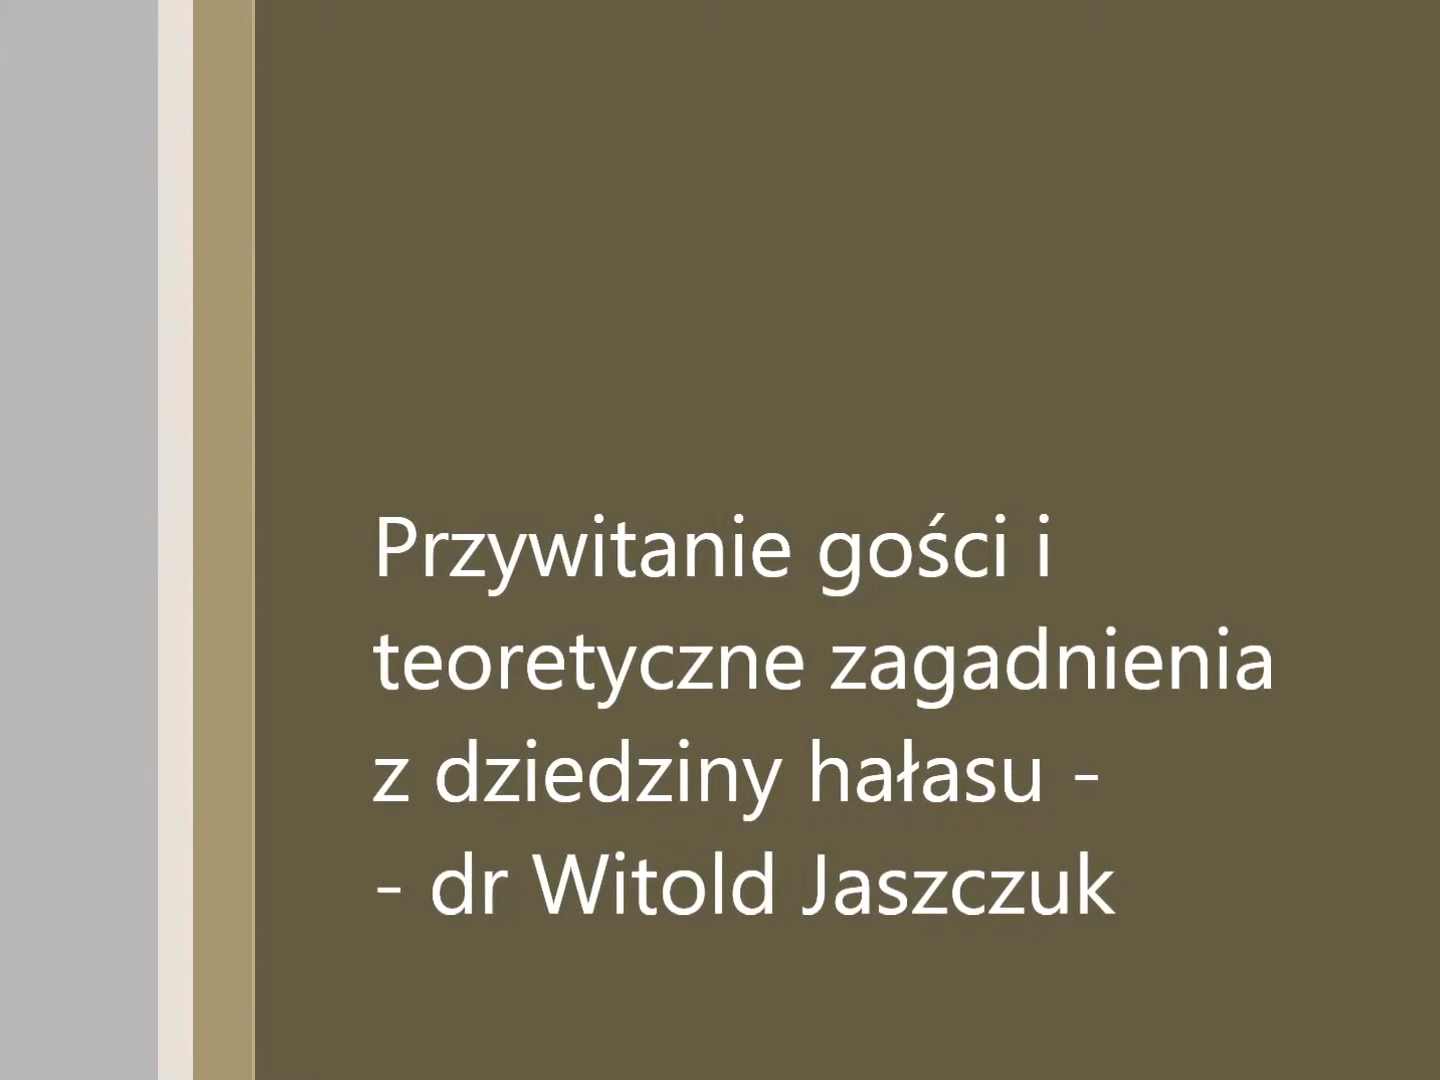 Przywitanie gości i
teoretyczne zagadnienia
z dziedziny hałasu -
- dr Witold Jaszczuk